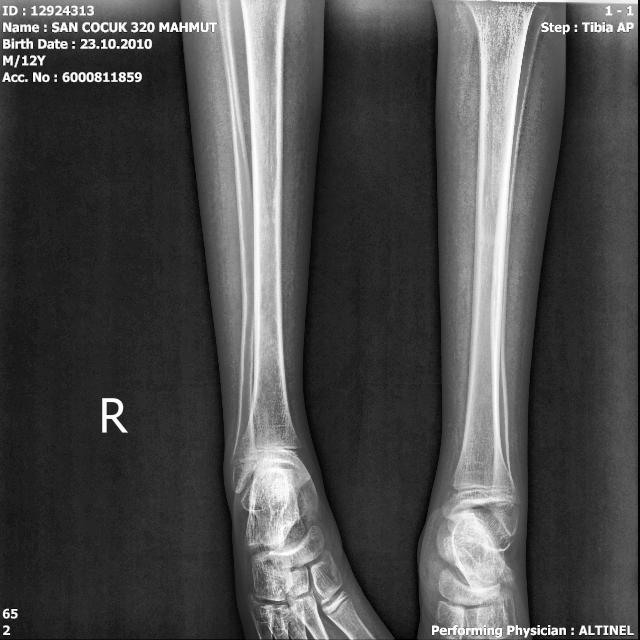 ID : 12924313
Name : SAN COCUK 320 MAHMUT
Birth Date : 23.10.2010
M/12Y
Acc. No : 6000811859
1 - 1
Step : Tibia AP
R
65
2
Performing Physician : ALTINEL